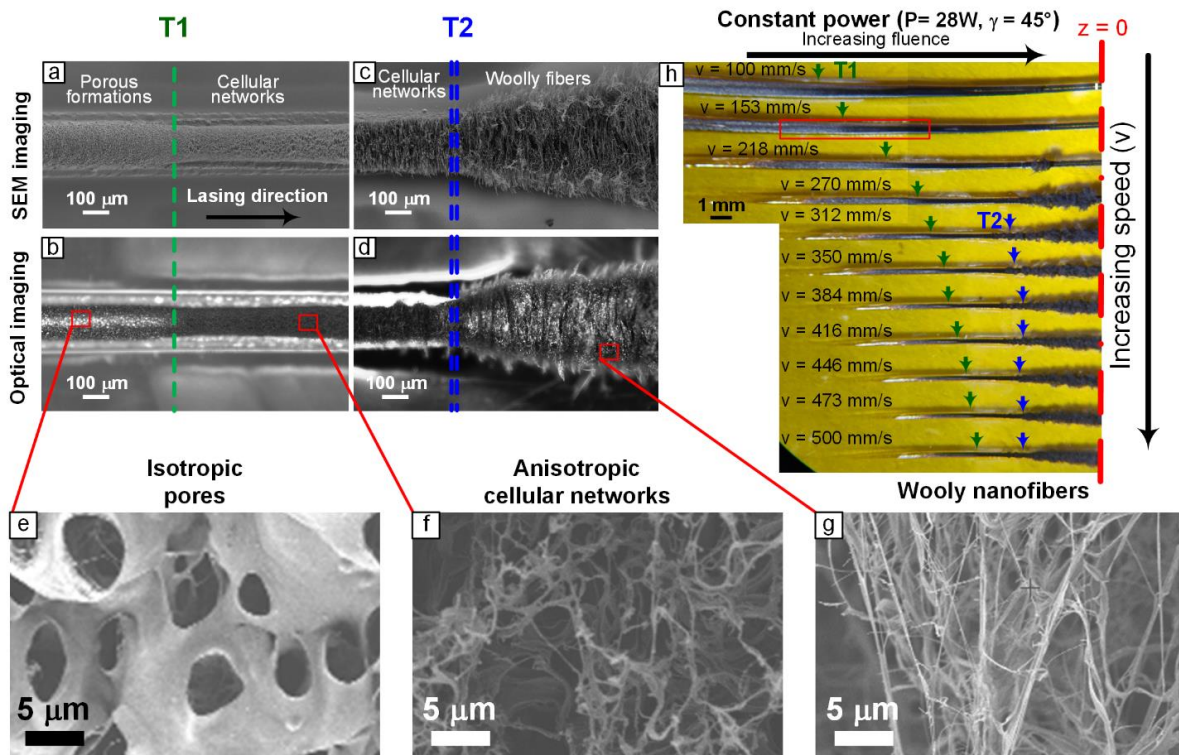 T1
T2
Constant power (P= 28W, γ = 45°)
Increasing fluence
z = 0
SEM imaging
Optical imaging
a
Porous
formations
Cellular
networks
100 μm
Lasing direction
c
Cellular
networks
Woolly fibers
100 μm
b
100 μm
d
100 μm
h
v = 100 mm/s
T1
v = 153 mm/s
v = 218 mm/s
v = 270 mm/s
1 mm
v = 312 mm/s
T2
v = 350 mm/s
v = 384 mm/s
v = 416 mm/s
v = 446 mm/s
v = 473 mm/s
v = 500 mm/s
Increasing speed (v)
Isotropic
pores
Anisotropic
cellular networks
Wooly nanofibers
e
5 μm
f
5 μm
g
5 μm